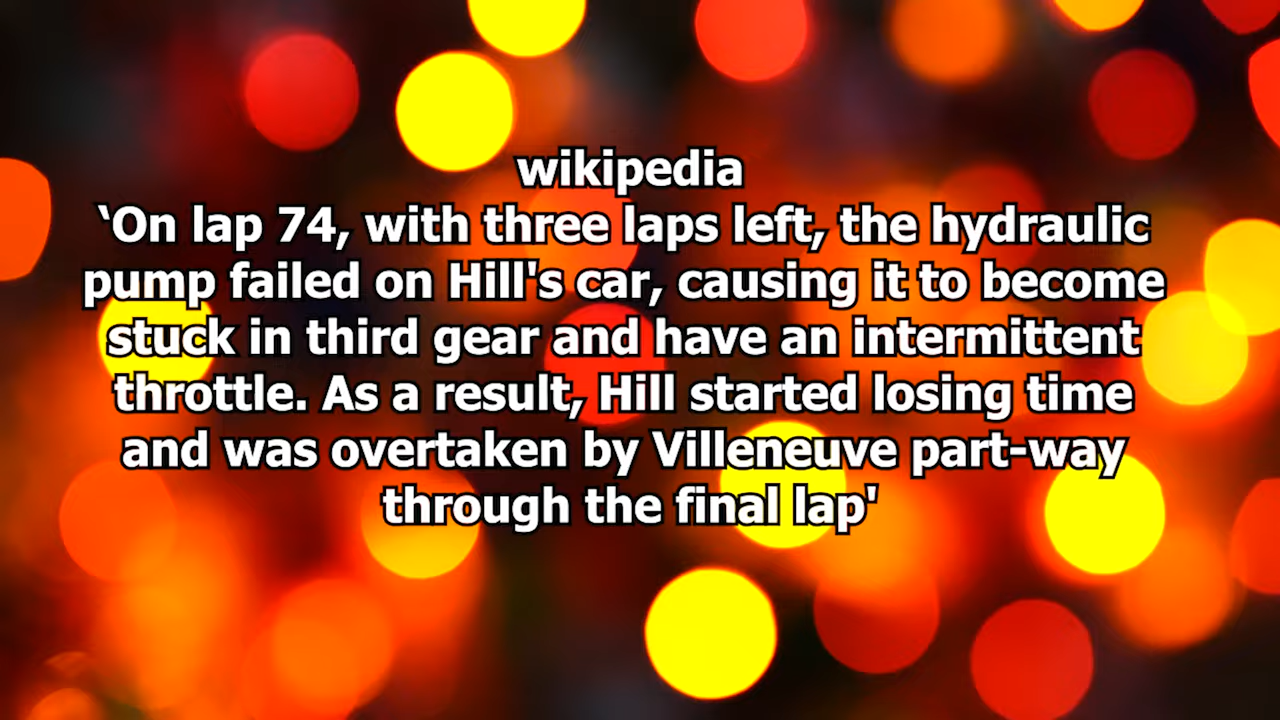 wikipedia
‘On lap 74, with three laps left, the hydraulic
pump failed on Hill's car, causing it to become
stuck in third gear and have an intermittent
throttle. As a result, Hill started losing time
and was overtaken by Villeneuve part-way
through the final lap'